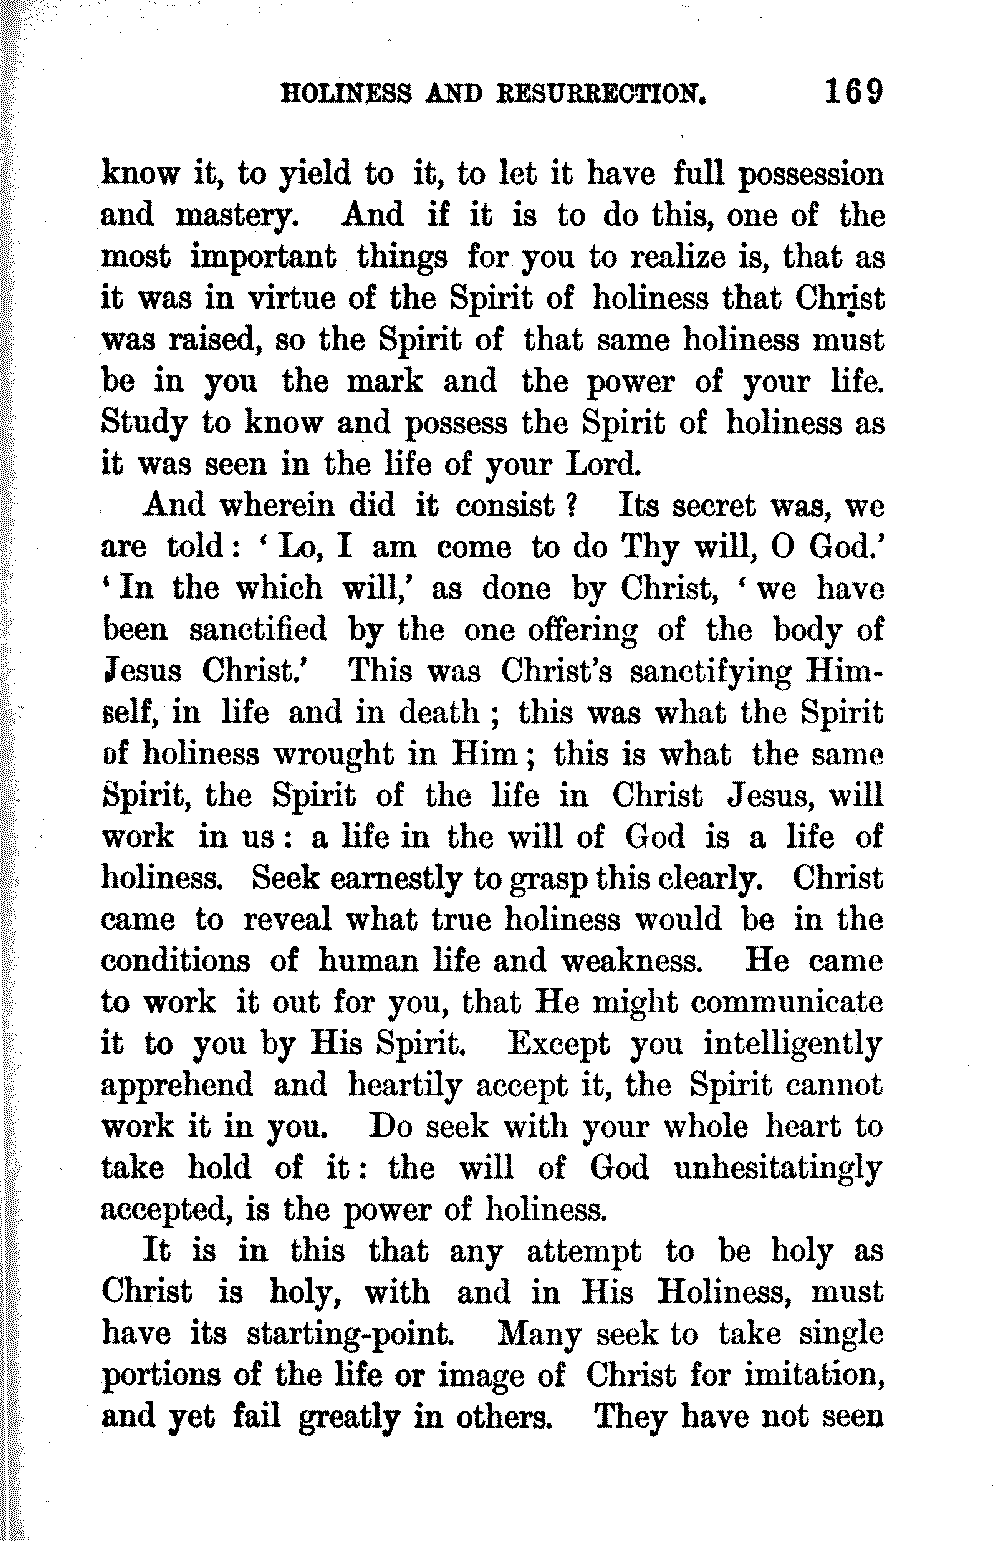 HOLINESS AND RESURRECTION. 169
know it, to yield to it, to let it have full possession
and mastery. And if it is to do this, one of the
most important things for you to realize is, that as
it was in virtue of the Spirit of holiness that Christ
was raised, so the Spirit of that same holiness must
be in you the mark and the power of your life.
Study to know and possess the Spirit of holiness as
it was seen in the life of your Lord.
And wherein did it consist ? Its secret was, we
are told : ‘ Lo, I am come to do Thy will, O God.’
‘ In the which will,’ as done by Christ, ‘ we have
been sanctified by the one offering of the body of
Jesus Christ.’ This was Christ’s sanctifying Him-
self, in life and in death ; this was what the Spirit
of holiness wrought in Him ; this is what the same
Spirit, the Spirit of the life in Christ Jesus, will
work in us : a life in the will of God is a life of
holiness. Seek earnestly to grasp this clearly. Christ
came to reveal what true holiness would be in the
conditions of human life and weakness. He came
to work it out for you, that He might communicate
it to you by His Spirit. Except you intelligently
apprehend and heartily accept it, the Spirit cannot
work it in you. Do seek with your whole heart to
take hold of it : the will of God unhesitatingly
accepted, is the power of holiness.
It is in this that any attempt to be holy as
Christ is holy, with and in His Holiness, must
have its starting-point. Many seek to take single
portions of the life or image of Christ for imitation,
and yet fail greatly in others. They have not seen